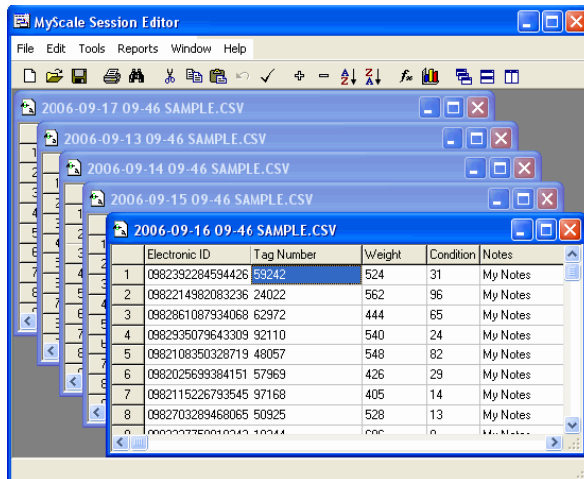 MyScale Session Editor
File Edit Tools Reports Window Help
2006-09-17 09-46 SAMPLE.CSV
2006-09-13 09-46 SAMPLE.CSV
2006-09-14 09-46 SAMPLE.CSV
2006-09-15 09-46 SAMPLE.CSV
2006-09-16 09-46 SAMPLE.CSV
Electronic ID Tag Number Weight Condition Notes
1 0982392284594426 59242 524 31 My Notes
2 0982214982083236 24022 562 96 My Notes
3 0982861087934068 62972 444 65 My Notes
4 0982935079643309 92110 540 24 My Notes
5 0982108350328719 48057 548 82 My Notes
6 0982025699384151 57969 426 29 My Notes
7 0982115226793545 97168 405 14 My Notes
8 0982703289468065 50925 528 13 My Notes